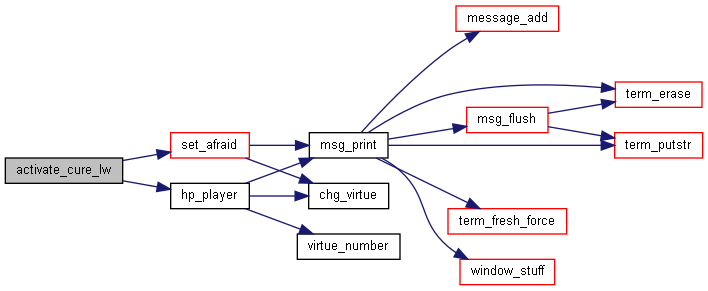 activate_cure_lw
set_afraid
hp_player
msg_print
chg_virtue
virtue_number
message_add
msg_flush
term_erase
term_putstr
term_fresh_force
window_stuff